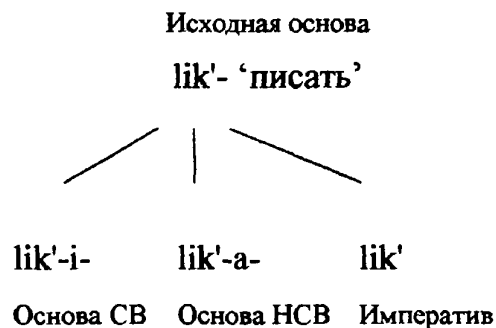 Исходная основа
lik'- ‘писать’
lik'-i- lik'-a- lik'
Основа СВ Основа НСВ Императив